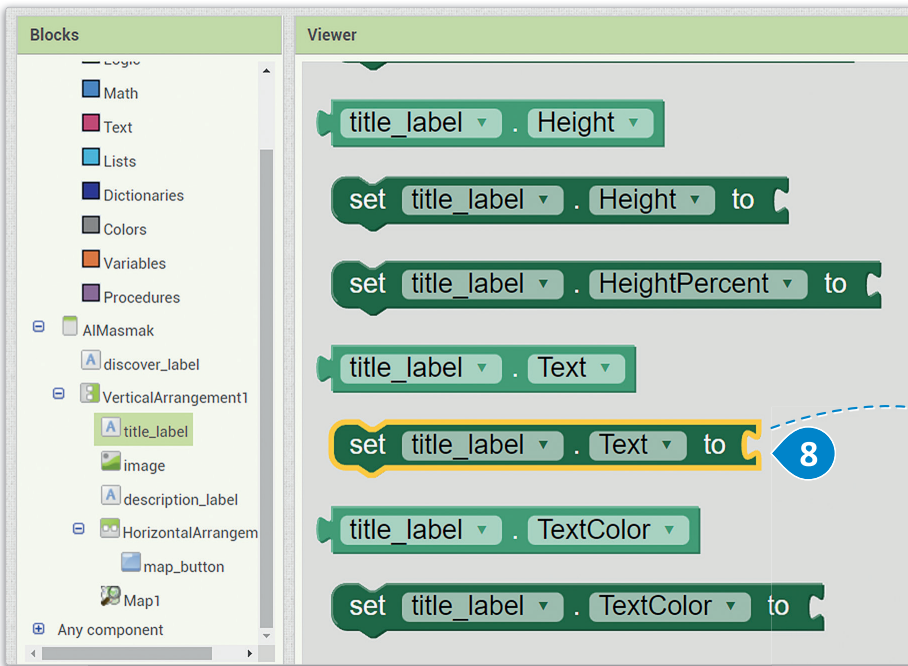 Blocks
Viewer
Logic
Math
Text
Lists
Dictionaries
Colors
Variables
Procedures
AlMasmak
discover_label
VerticalArrangement1
A title_label
image
A description_label
HorizontalArrangem
map_button
Map1
Any component
title_label . Height
set title_label . Height to
set title_label . HeightPercent to
title_label . Text
set title_label . Text to
8
title_label . TextColor
set title_label . TextColor to